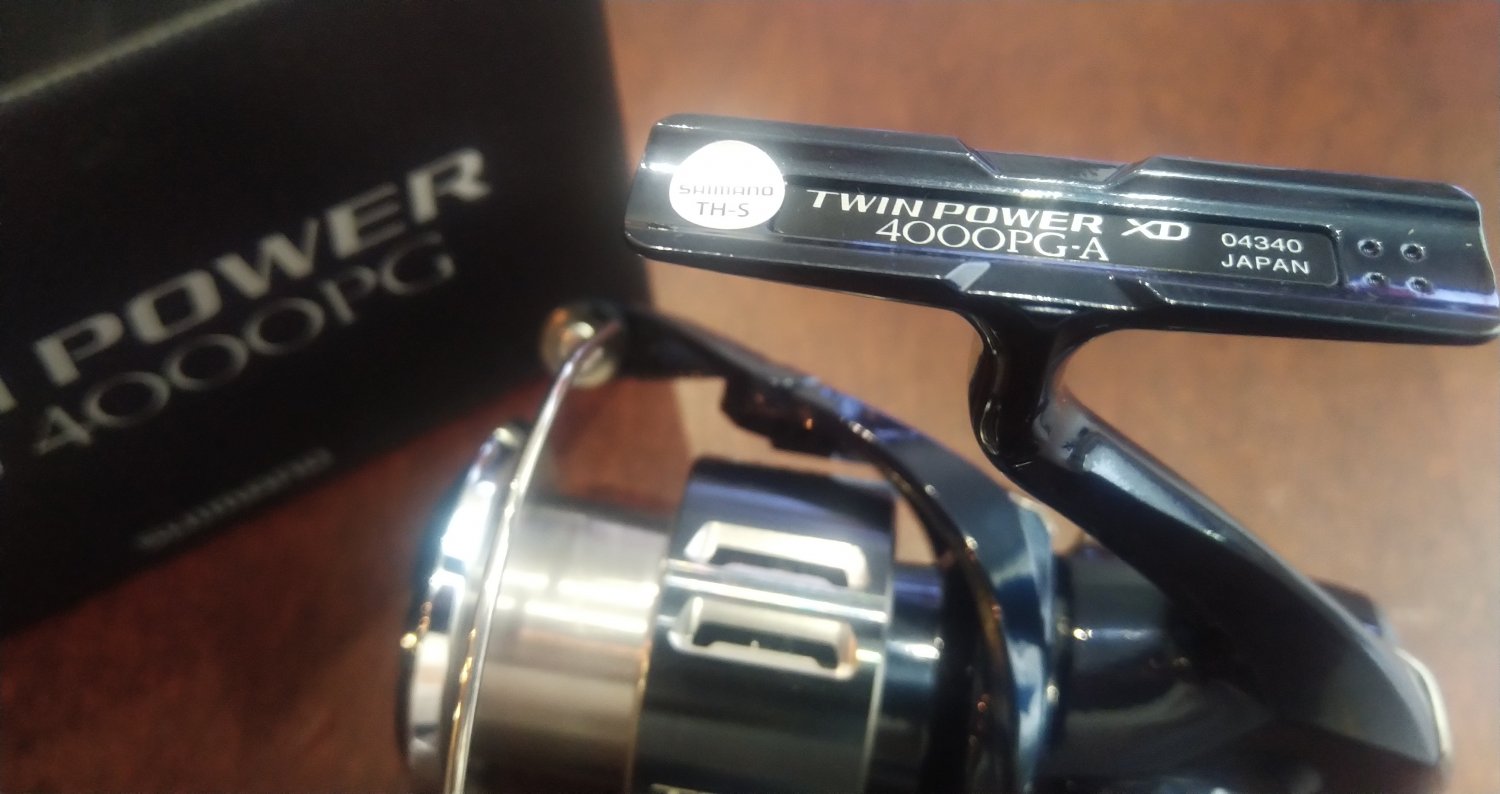 POWER
4000PG
SHIMANO
TH-S
TWIN POWER XD
4000PG-A
04340
JAPAN